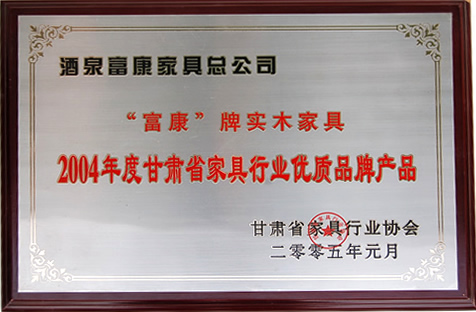 酒泉富康家具总公司
“富康”牌实木家具
2004年度甘肃省家具行业优质品牌产品
甘肃省家具行业协会
二零零五年元月